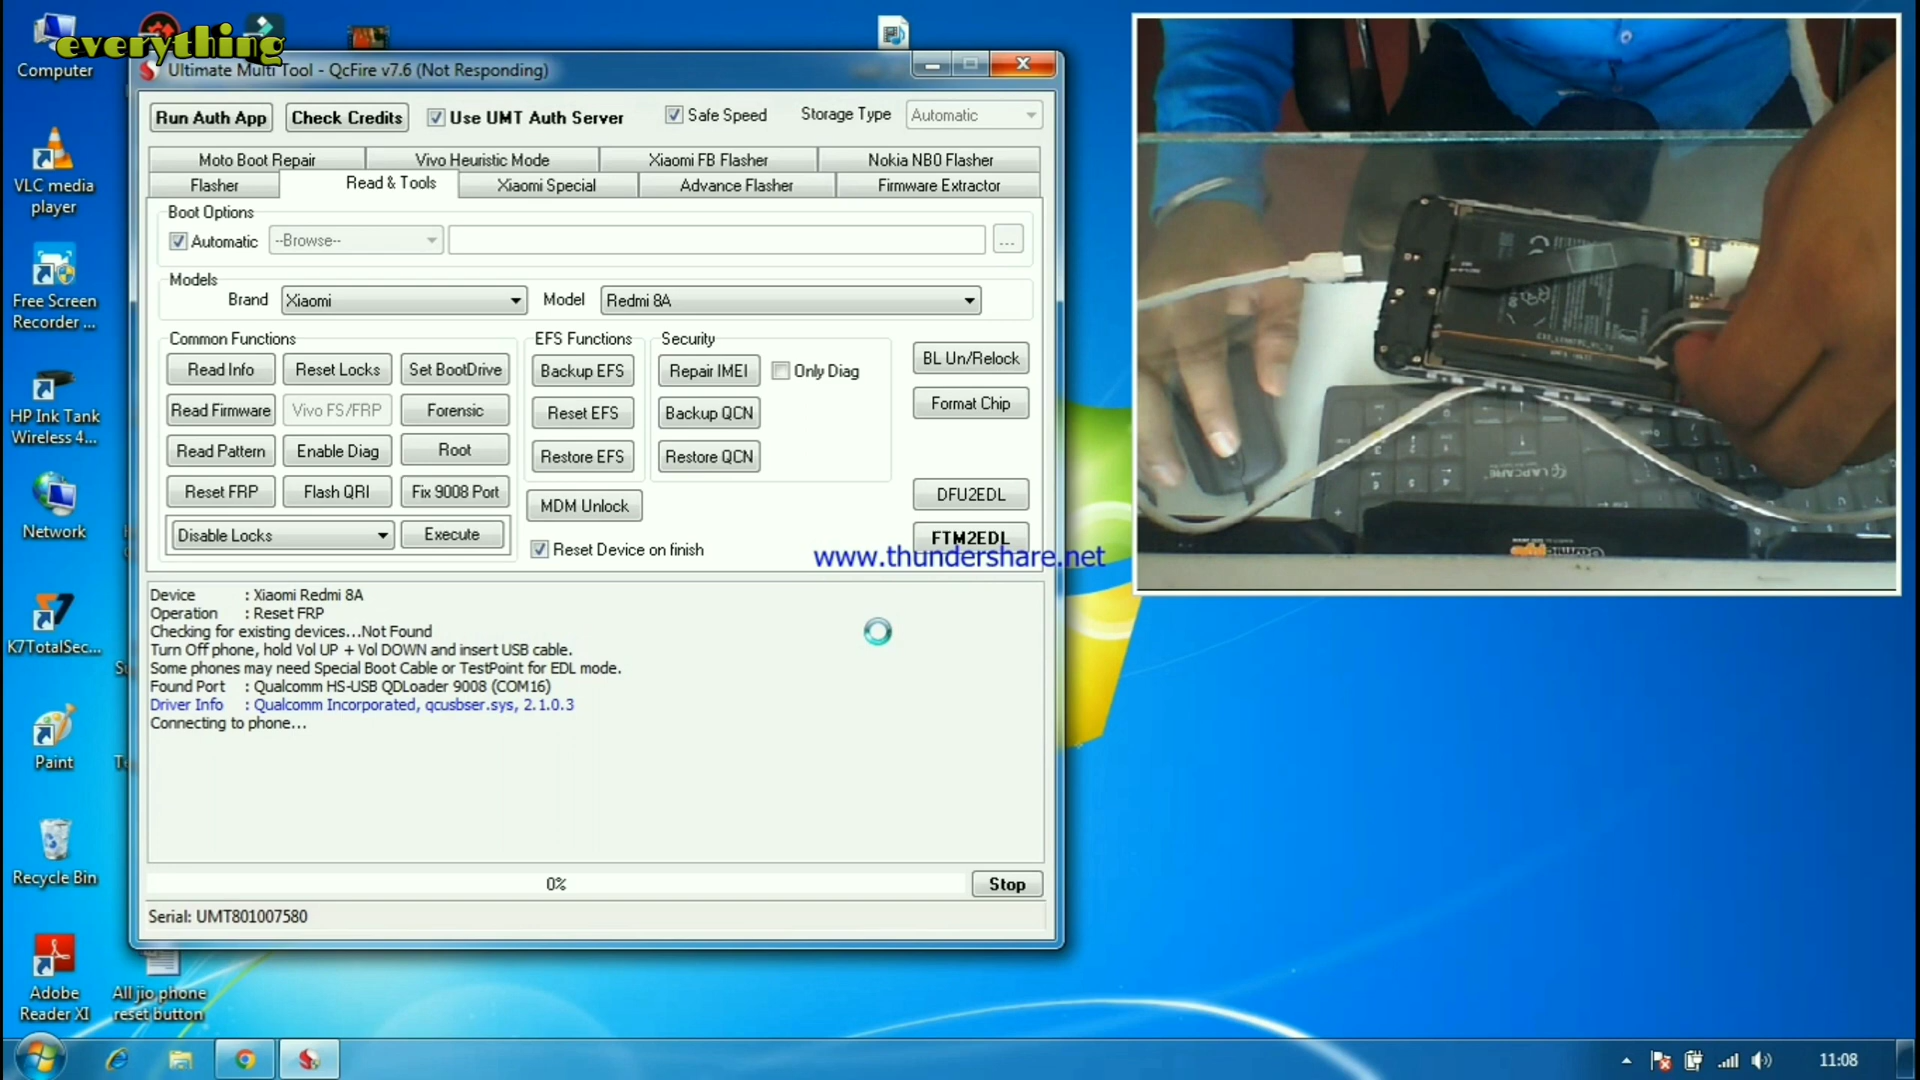 everything
Computer
VLC media
player
Free Screen
Recorder ...
HP Ink Tank
Wireless 4...
Network
K7TotalSec...
Paint
Recycle Bin
Adobe
Reader XI
All jio phone
reset button
Ultimate Multi Tool - QcFire v7.6 (Not Responding)
Run Auth App
Check Credits
Use UMT Auth Server
Safe Speed
Storage Type
Automatic
Moto Boot Repair
Vivo Heuristic Mode
Xiaomi FB Flasher
Nokia NB0 Flasher
Flasher
Read & Tools
Xiaomi Special
Advance Flasher
Firmware Extractor
Boot Options
Automatic
--Browse--
...
Models
Brand
Xiaomi
Model
Redmi 8A
Common Functions
Read Info
Reset Locks
Set BootDrive
Read Firmware
Vivo FS/FRP
Forensic
Read Pattern
Enable Diag
Root
Reset FRP
Flash QRI
Fix 9008 Port
Disable Locks
Execute
EFS Functions
Backup EFS
Reset EFS
Restore EFS
MDM Unlock
Reset Device on finish
Security
Repair IMEI
Only Diag
Backup QCN
Restore QCN
BL Un/Relock
Format Chip
DFU2EDL
FTM2EDL
www.thundershare.net
Device : Xiaomi Redmi 8A
Operation : Reset FRP
Checking for existing devices...Not Found
Turn Off phone, hold Vol UP + Vol DOWN and insert USB cable.
Some phones may need Special Boot Cable or TestPoint for EDL mode.
Found Port : Qualcomm HS-USB QDLoader 9008 (COM16)
Driver Info : Qualcomm Incorporated, qcusbser.sys, 2.1.0.3
Connecting to phone...
0%
Stop
Serial: UMT801007580
LAPCARE
11:08